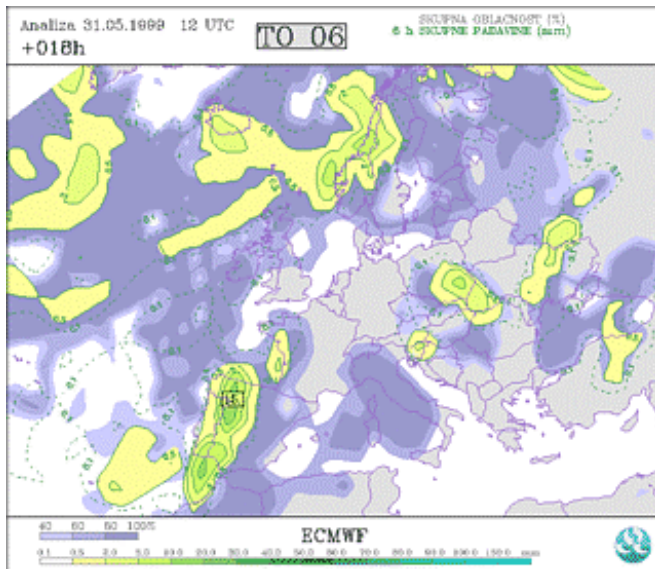 Analiza 31.05.1999 12 UTC
+018h
TO 06
SKUPNA OBLACNOST (%)
6 h SKUPNE PADAVINE (mm)
40 60 80 100%
ECMWF
0.1 0.5 2.0 5.0 10.0 20.0 30.0 40.0 50.0 60.0 70.0 80.0 90.0 100.0 150.0 mm